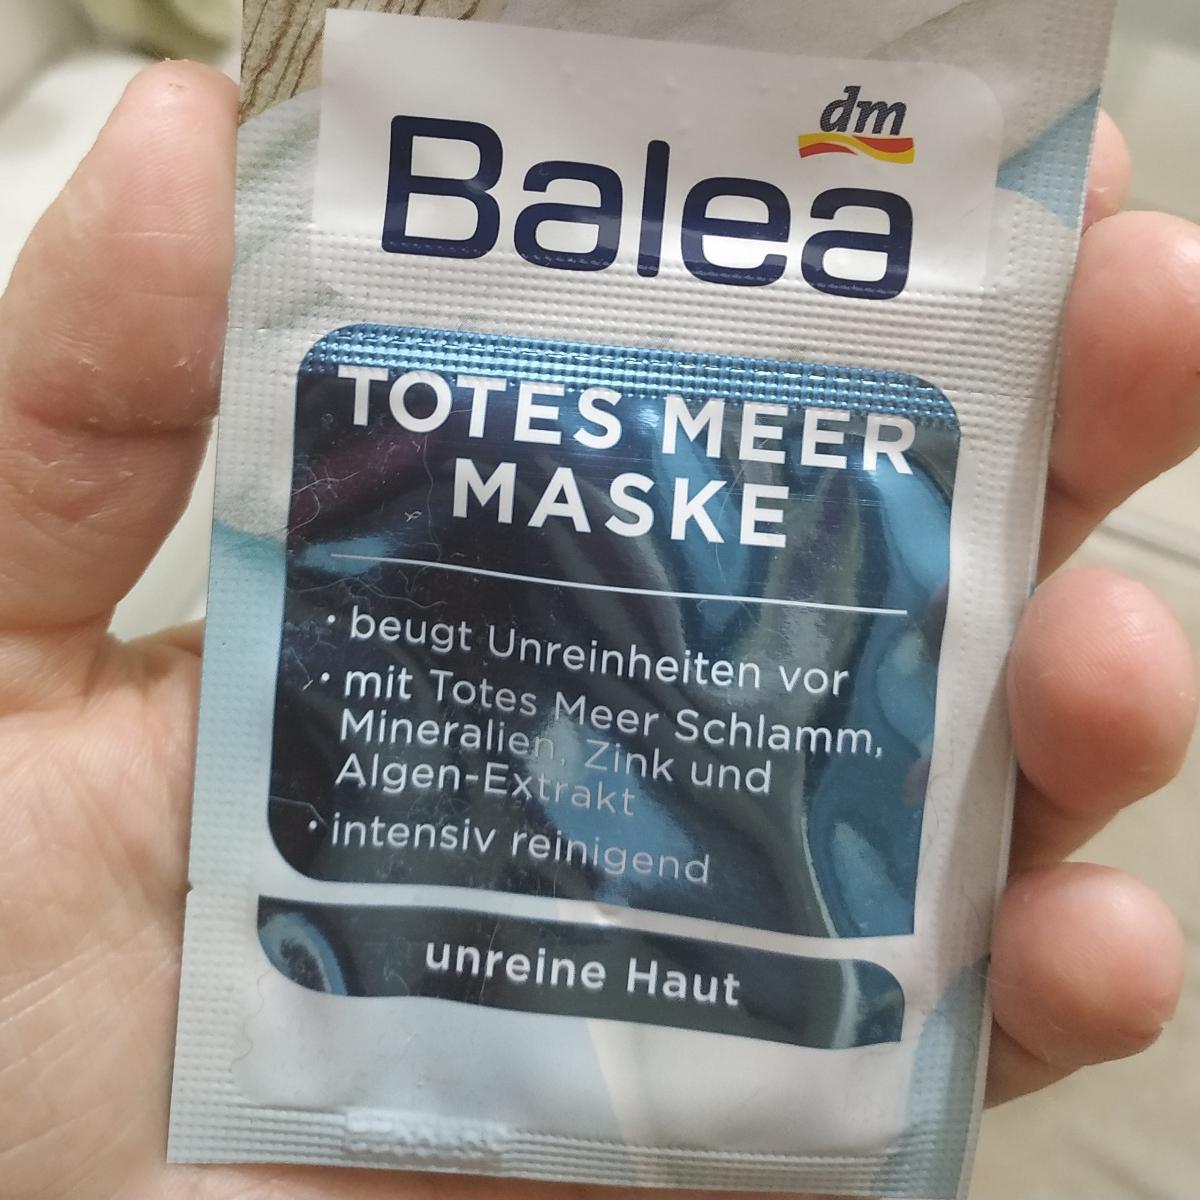 dm
Balea
TOTES MEER
MASKE
• beugt Unreinheiten vor
• mit Totes Meer Schlamm,
Mineralien, Zink und
Algen-Extrakt
• intensiv reinigend
unreine Haut